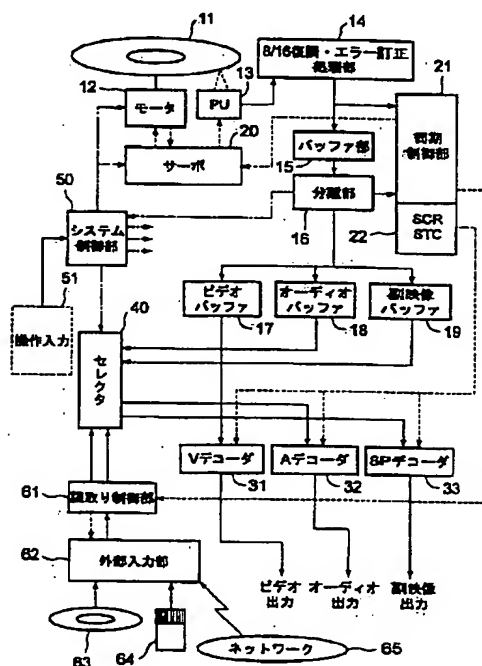 11
14
8/16復調・エラー訂正
処理部
21
12
13
モータ
PU
20
サーボ
バッファ部
15
制御部
50
分離部
16
22
SCR
STC
システム
制御部
51
操作入力
40
ビデオ
バッファ
17
オーディオ
バッファ
18
副映像
バッファ
19
セレクタ
Vデコーダ
31
Aデコーダ
32
SPデコーダ
33
61
読取り制御部
62
外部入力部
ビデオ
出力
オーディオ
出力
副映像
出力
63
64
ネットワーク
65